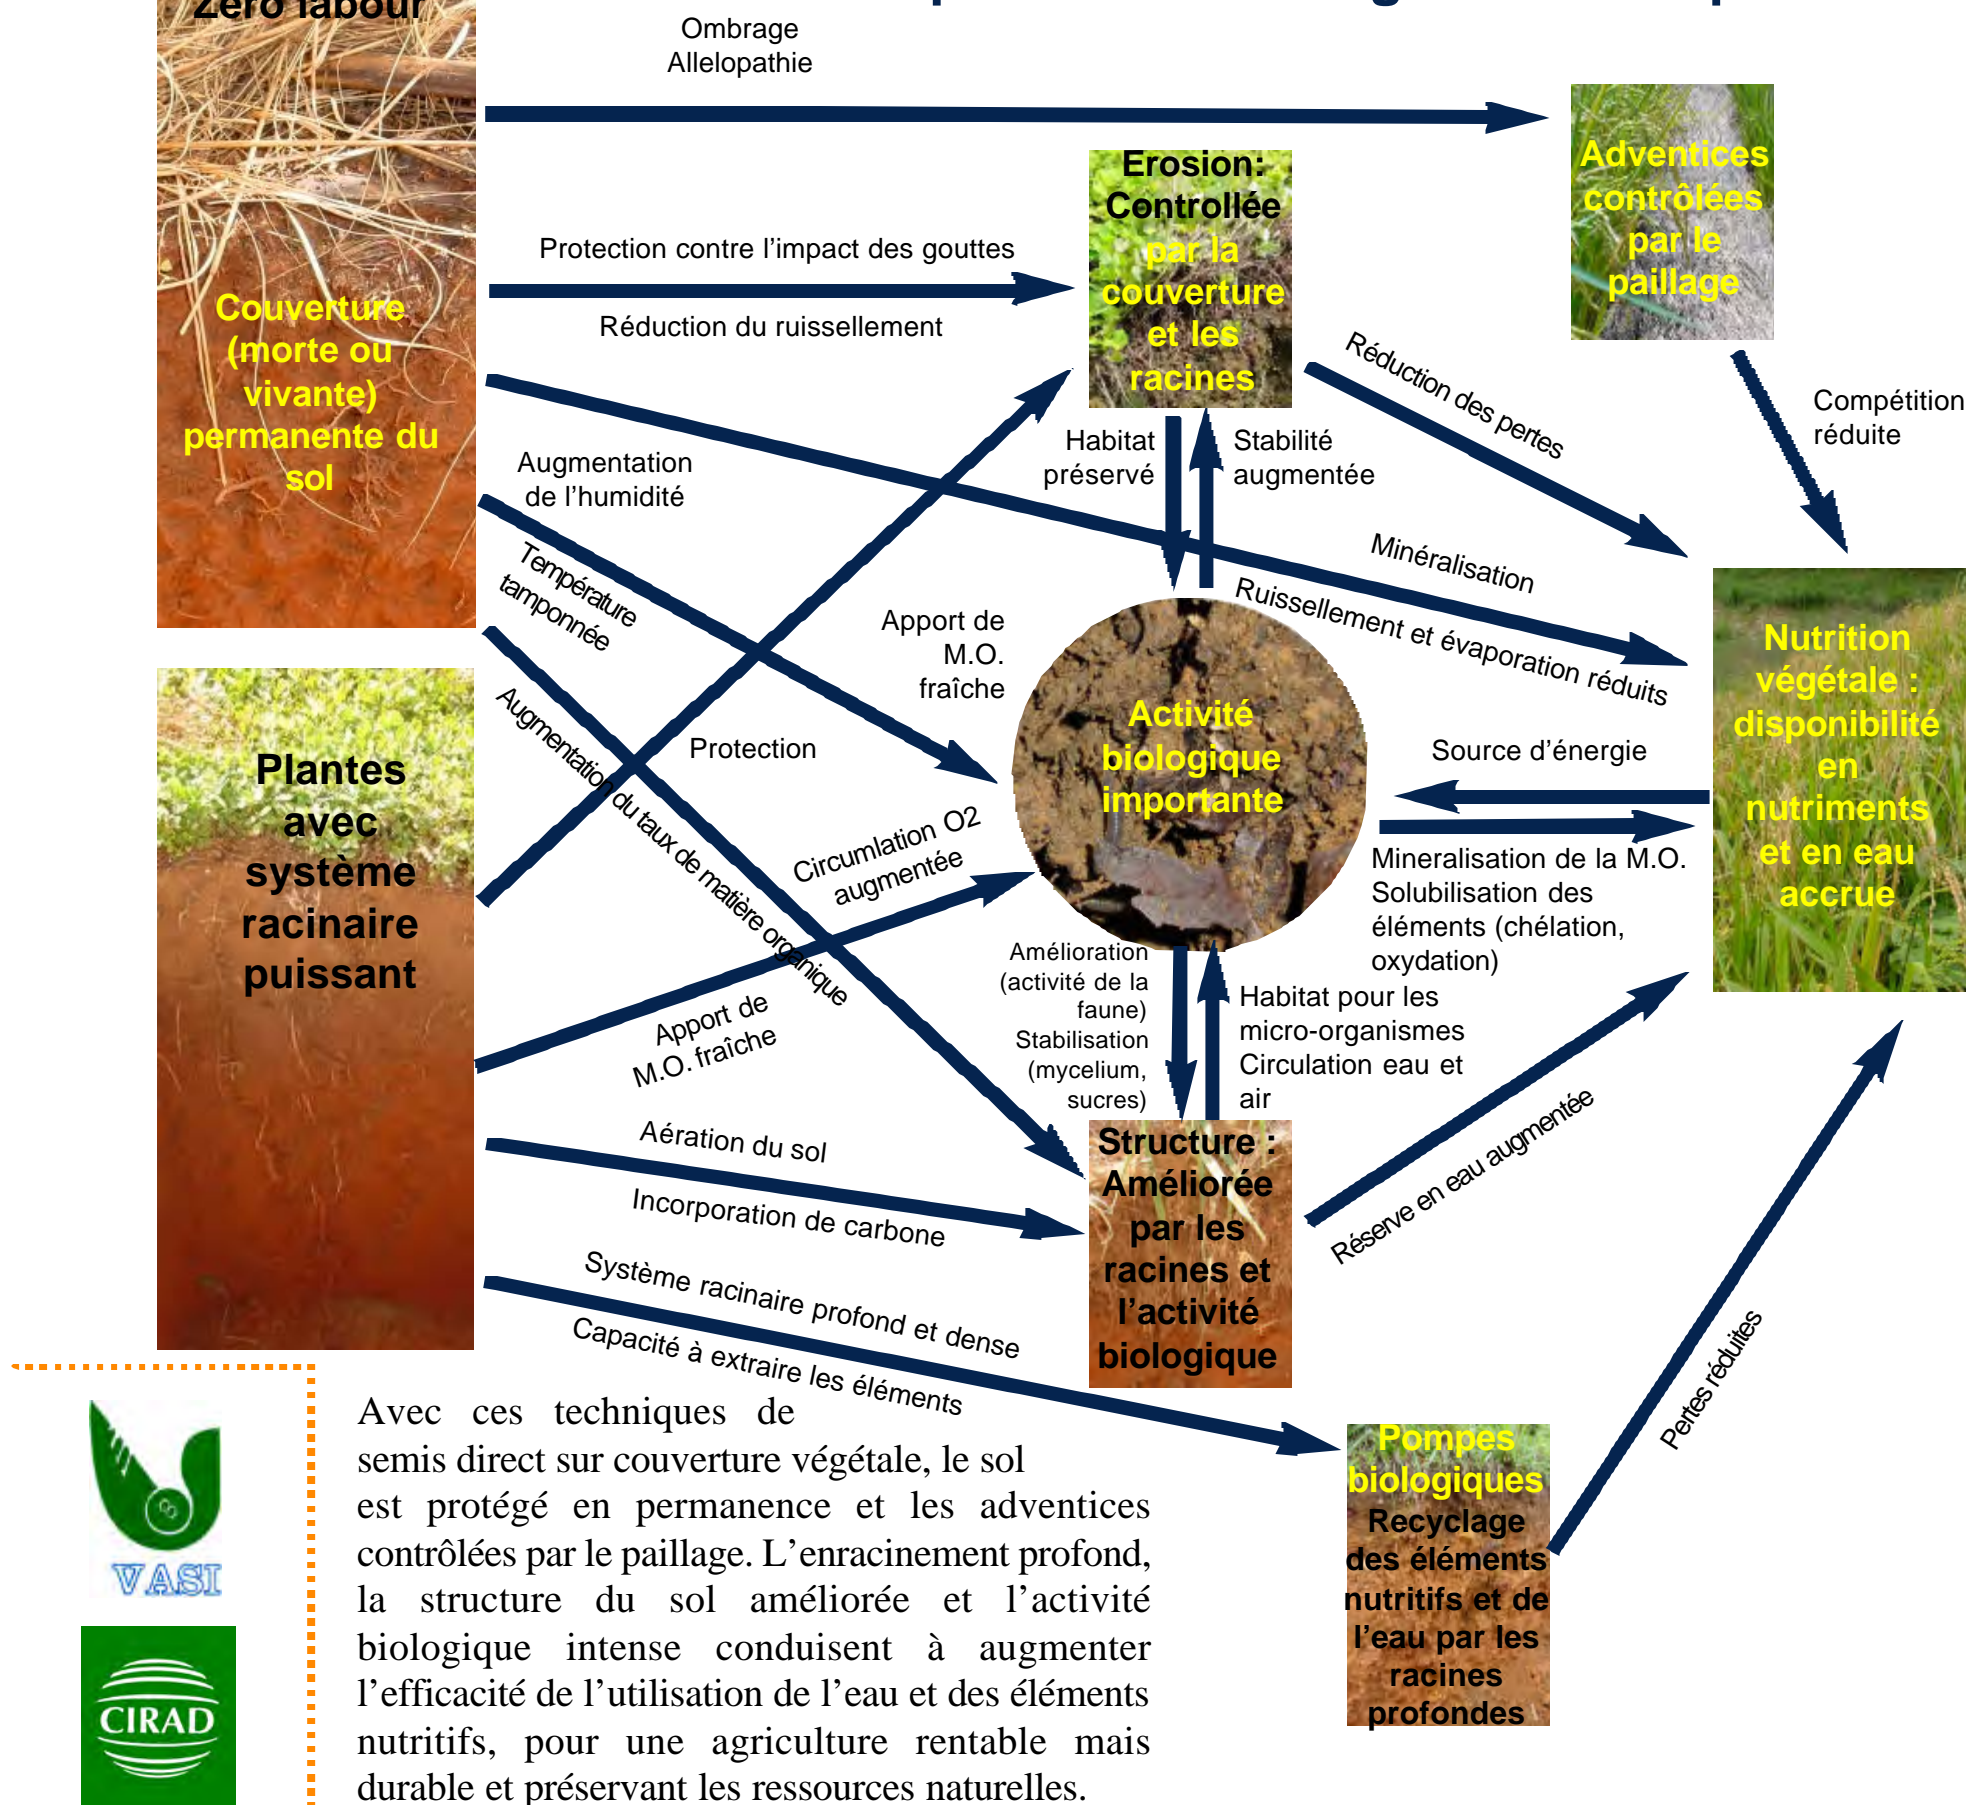 Zéro labour
Ombrage
Allelopathie
Adventices
contrôlées
par le
paillage
Erosion:
Controllée
par la
couverture
et les
racines
Protection contre l’impact des gouttes
Réduction du ruissellement
Couverture
(morte ou
vivante)
permanente du
sol
Réduction des pertes
Compétition
réduite
Habitat
préservé
Stabilité
augmentée
Augmentation
de l’humidité
Température
tamponnée
Minéralisation
Ruissellement et évaporation réduits
Apport de
M.O.
fraîche
Nutrition
végétale :
disponibilité
en
nutriments
et en eau
accrue
Activité
biologique
importante
Augmentation du taux de matière organique
Protection
Source d’énergie
Plantes
avec
système
racinaire
puissant
Circumlation O2
augmentée
Mineralisation de la M.O.
Solubilisation des
éléments (chélation,
oxydation)
Amélioration
(activité de la
faune)
Stabilisation
(mycelium,
sucres)
Habitat pour les
micro-organismes
Circulation eau et
air
Apport de
M.O. fraîche
Aération du sol
Incorporation de carbone
Structure :
Améliorée
par les
racines et
l’activité
biologique
Réserve en eau augmentée
Système racinaire profond et dense
Capacité à extraire les éléments
Pertes réduites
Pompes
biologiques
Recyclage
des éléments
nutritifs et de
l’eau par les
racines
profondes
VASI
CIRAD
Avec ces techniques de
semis direct sur couverture végétale, le sol
est protégé en permanence et les adventices
contrôlées par le paillage. L’enracinement profond,
la structure du sol améliorée et l’activité
biologique intense conduisent à augmenter
l’efficacité de l’utilisation de l’eau et des éléments
nutritifs, pour une agriculture rentable mais
durable et préservant les ressources naturelles.